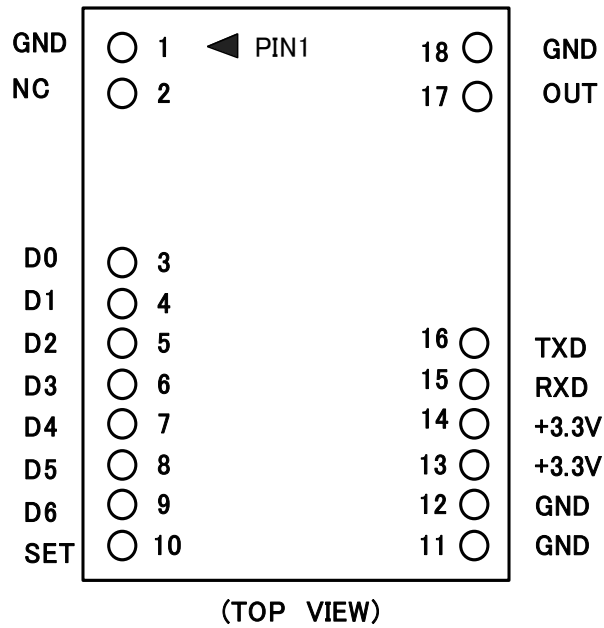 GND 1 ◀ PIN1 18 GND
NC 2 17 OUT
D0 3
D1 4
D2 5 16 TXD
D3 6 15 RXD
D4 7 14 +3.3V
D5 8 13 +3.3V
D6 9 12 GND
SET 10 11 GND
(TOP VIEW)